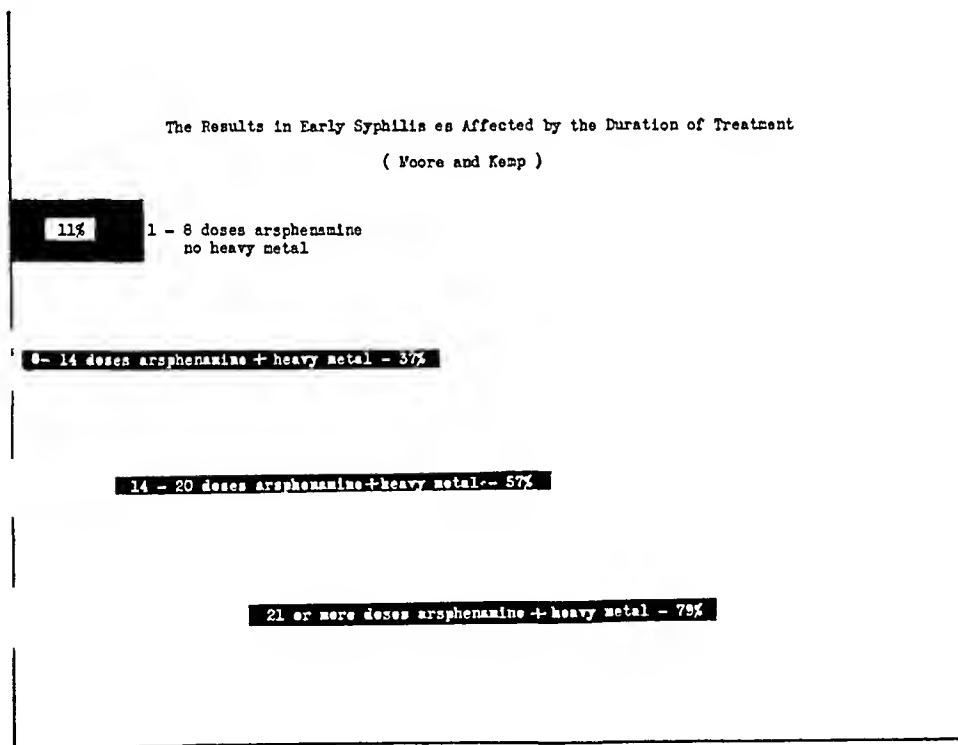 The Results in Early Syphilis es Affected by the Duration of Treatment
( Moore and Kemp )
11%
1 - 8 doses arsphenamine
no heavy metal
- 14 doses arsphenamine + heavy metal - 37%
14 - 20 doses arsphenamine + heavy metal -- 57%
21 or more doses arsphenamine + heavy metal - 79%